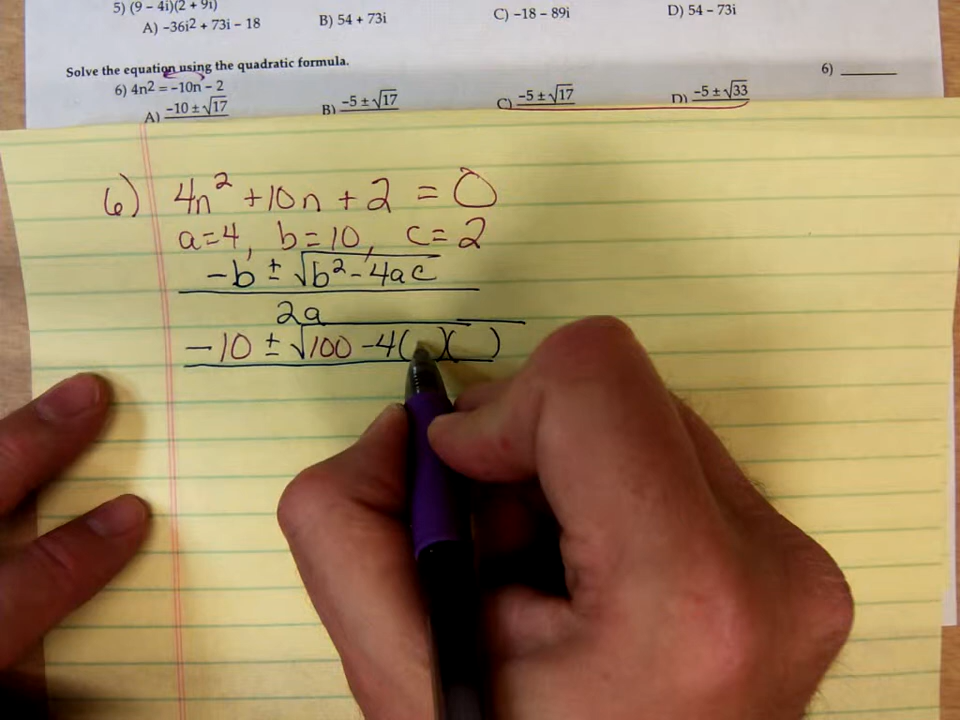 5) (9 - 4i)(2 + 9i)
A) -36i2 + 73i - 18 B) 54 + 73i C) -18 - 89i D) 54 - 73i
Solve the equation using the quadratic formula.
6) 4n2 = -10n - 2 6) ______
A) -10 ± √17 B) -5 ± √17 C) -5 ± √17 D) -5 ± √33
6) 4n² + 10n + 2 = 0
a = 4, b = 10, c = 2
-b ± √b² - 4ac
2a
-10 ± √100 - 4( )( )